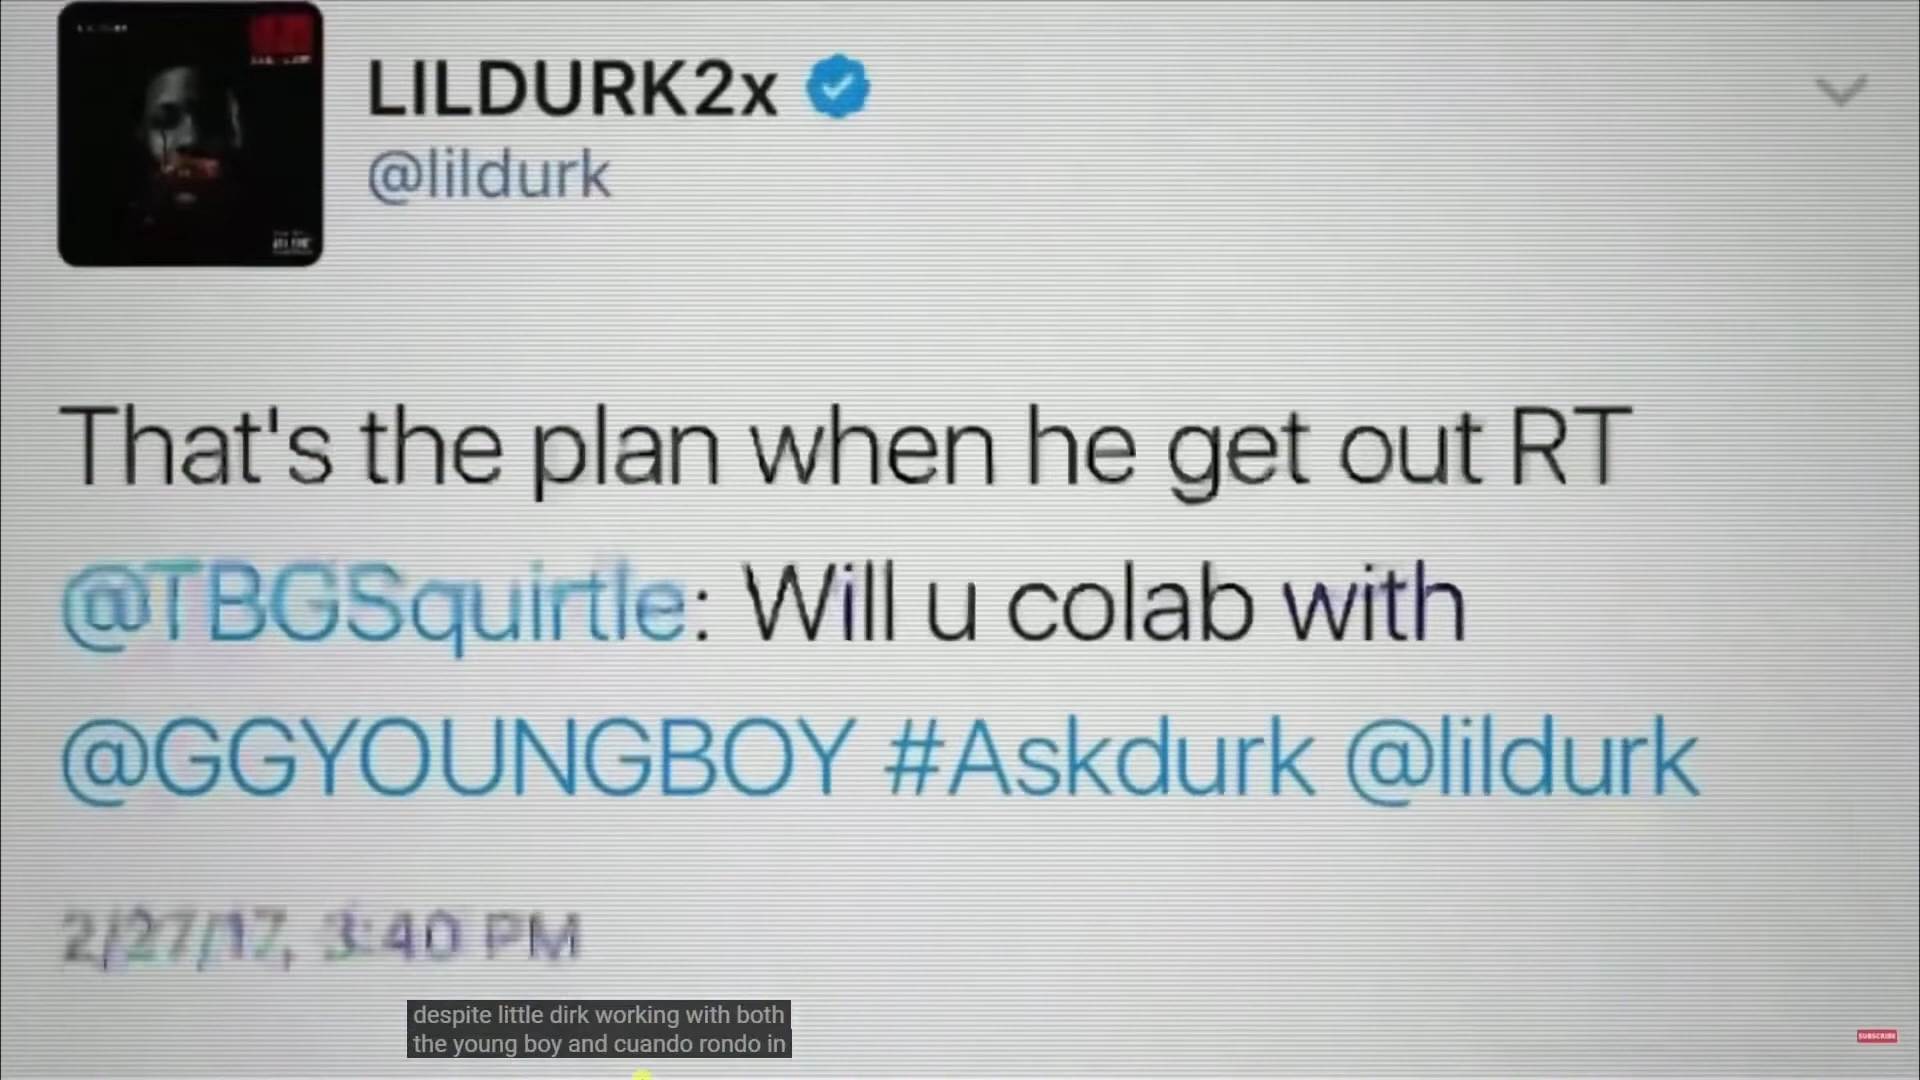 LILDURK2x
@lildurk
That's the plan when he get out RT
@TBGSquirtle: Will u colab with
@GGYOUNGBOY #Askdurk @lildurk
2/27/17, 3:40 PM
despite little dirk working with both
the young boy and cuando rondo in
SUBSCRIBE